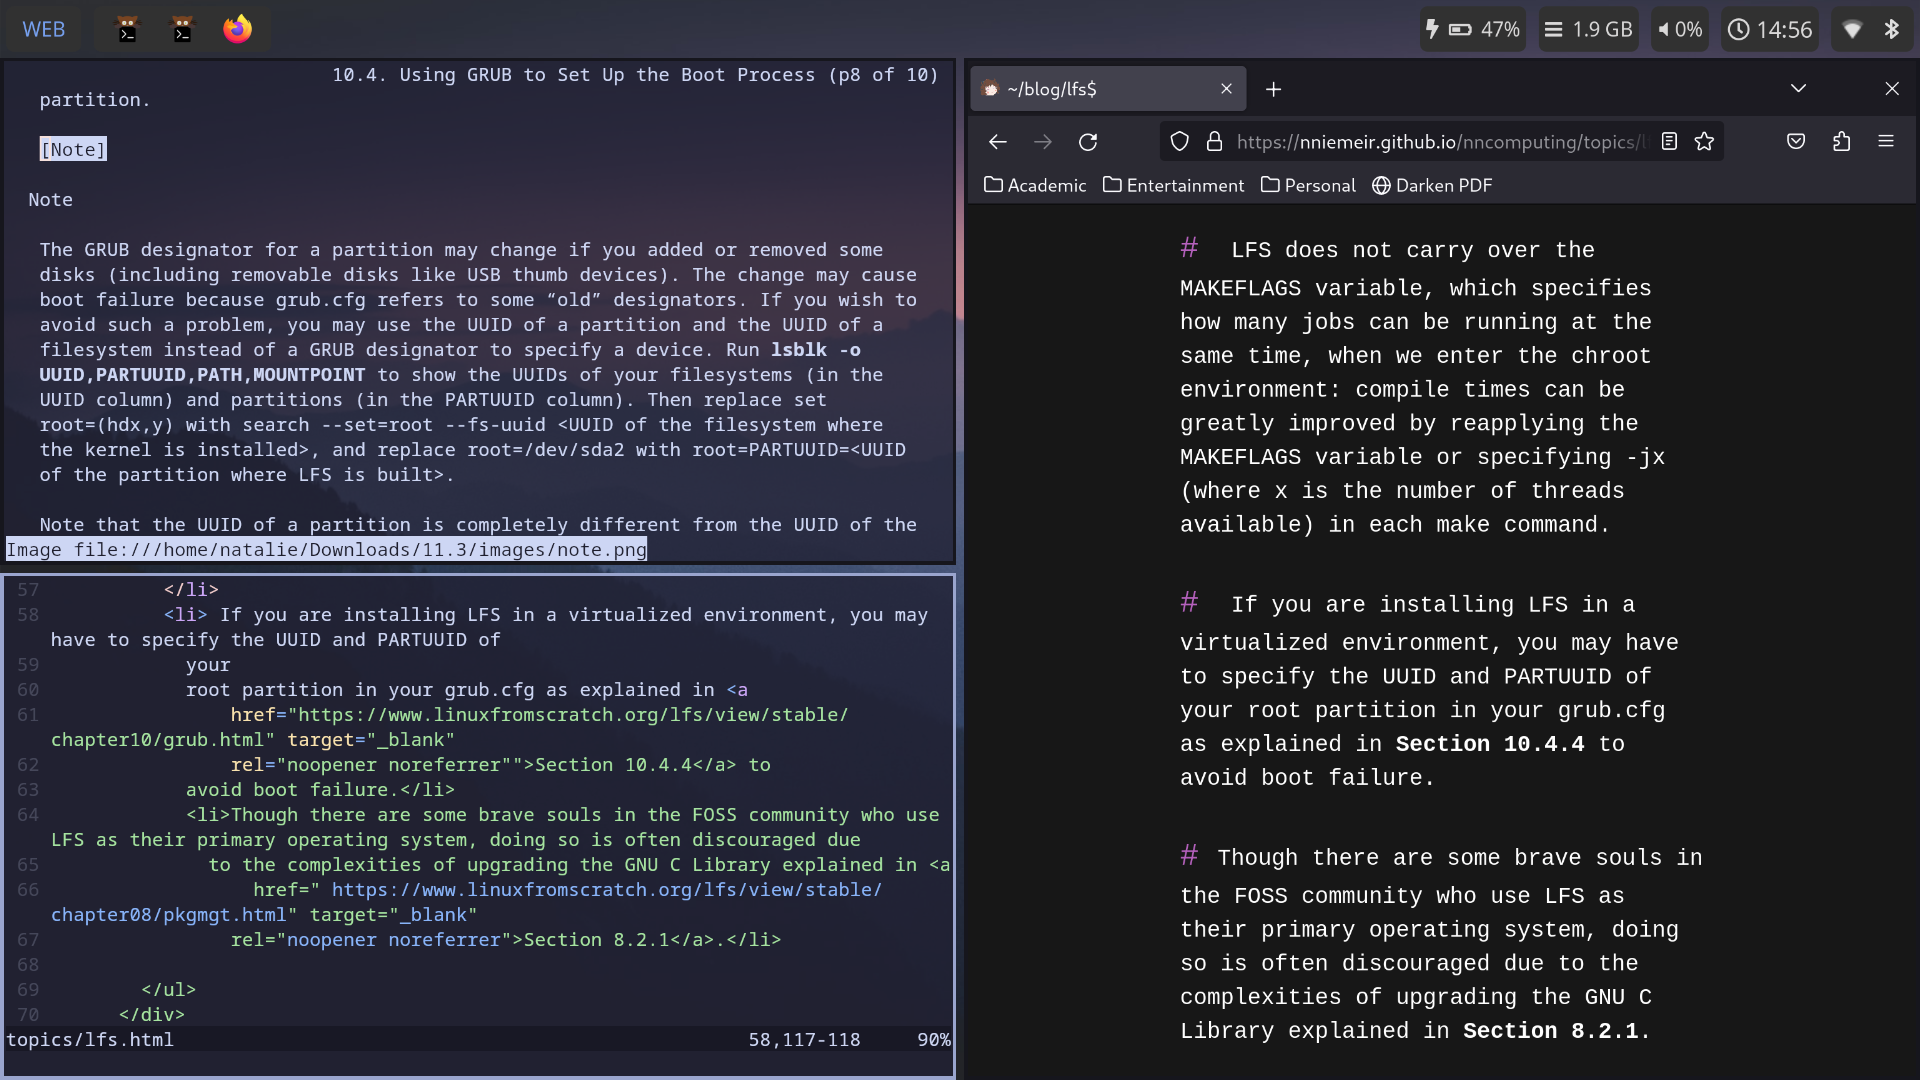 WEB
47%
1.9 GB
0%
14:56
10.4. Using GRUB to Set Up the Boot Process (p8 of 10)
partition.
[Note]
Note
The GRUB designator for a partition may change if you added or removed some
disks (including removable disks like USB thumb devices). The change may cause
boot failure because grub.cfg refers to some “old” designators. If you wish to
avoid such a problem, you may use the UUID of a partition and the UUID of a
filesystem instead of a GRUB designator to specify a device. Run lsblk -o
UUID,PARTUUID,PATH,MOUNTPOINT to show the UUIDs of your filesystems (in the
UUID column) and partitions (in the PARTUUID column). Then replace set
root=(hdx,y) with search --set=root --fs-uuid <UUID of the filesystem where
the kernel is installed>, and replace root=/dev/sda2 with root=PARTUUID=<UUID
of the partition where LFS is built>.
Note that the UUID of a partition is completely different from the UUID of the
Image file:///home/natalie/Downloads/11.3/images/note.png
57 </li>
58 <li> If you are installing LFS in a virtualized environment, you may
have to specify the UUID and PARTUUID of
59 your
60 root partition in your grub.cfg as explained in <a
61 href="https://www.linuxfromscratch.org/lfs/view/stable/
chapter10/grub.html" target="_blank"
62 rel="noopener noreferrer"">Section 10.4.4</a> to
63 avoid boot failure.</li>
64 <li>Though there are some brave souls in the FOSS community who use
LFS as their primary operating system, doing so is often discouraged due
65 to the complexities of upgrading the GNU C Library explained in <a
66 href=" https://www.linuxfromscratch.org/lfs/view/stable/
chapter08/pkgmgt.html" target="_blank"
67 rel="noopener noreferrer">Section 8.2.1</a>.</li>
68
69 </ul>
70 </div>
topics/lfs.html 58,117-118 90%
~/blog/lfs$
https://nniemeir.github.io/nncomputing/topics/l
Academic
Entertainment
Personal
Darken PDF
# LFS does not carry over the
MAKEFLAGS variable, which specifies
how many jobs can be running at the
same time, when we enter the chroot
environment: compile times can be
greatly improved by reapplying the
MAKEFLAGS variable or specifying -jx
(where x is the number of threads
available) in each make command.
# If you are installing LFS in a
virtualized environment, you may have
to specify the UUID and PARTUUID of
your root partition in your grub.cfg
as explained in Section 10.4.4 to
avoid boot failure.
# Though there are some brave souls in
the FOSS community who use LFS as
their primary operating system, doing
so is often discouraged due to the
complexities of upgrading the GNU C
Library explained in Section 8.2.1.